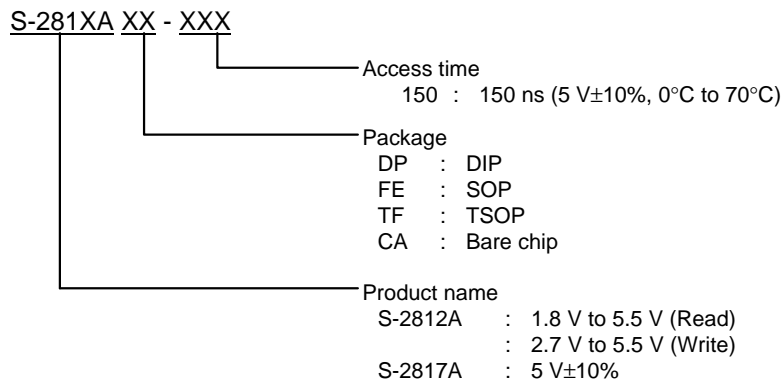 S-281XA XX - XXX
Access time
150 : 150 ns (5 V±10%, 0°C to 70°C)
Package
DP : DIP
FE : SOP
TF : TSOP
CA : Bare chip
Product name
S-2812A : 1.8 V to 5.5 V (Read)
: 2.7 V to 5.5 V (Write)
S-2817A : 5 V±10%